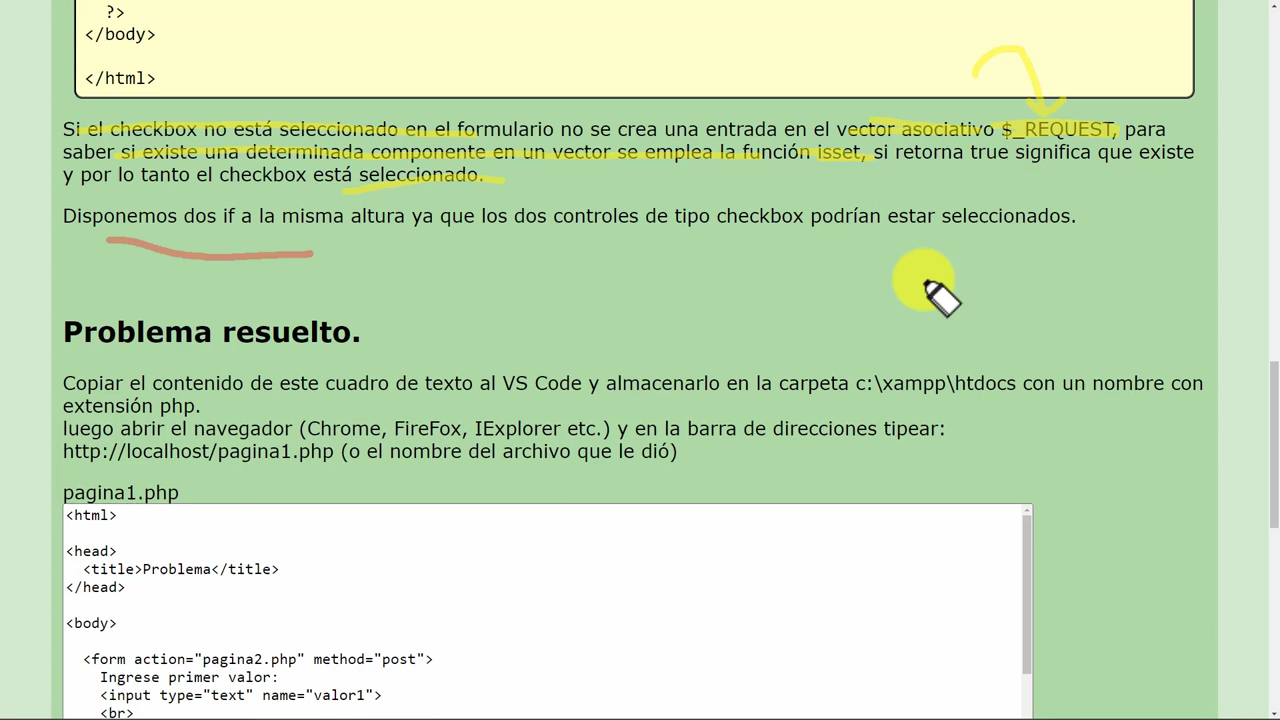 ?>
</body>
</html>
Si el checkbox no está seleccionado en el formulario no se crea una entrada en el vector asociativo $_REQUEST, para
saber si existe una determinada componente en un vector se emplea la función isset, si retorna true significa que existe
y por lo tanto el checkbox está seleccionado.
Disponemos dos if a la misma altura ya que los dos controles de tipo checkbox podrían estar seleccionados.
Problema resuelto.
Copiar el contenido de este cuadro de texto al VS Code y almacenarlo en la carpeta c:\xampp\htdocs con un nombre con
extensión php.
luego abrir el navegador (Chrome, FireFox, IExplorer etc.) y en la barra de direcciones tipear:
http://localhost/pagina1.php (o el nombre del archivo que le dió)
pagina1.php
<html>
<head>
<title>Problema</title>
</head>
<body>
<form action="pagina2.php" method="post">
Ingrese primer valor:
<input type="text" name="valor1">
<br>